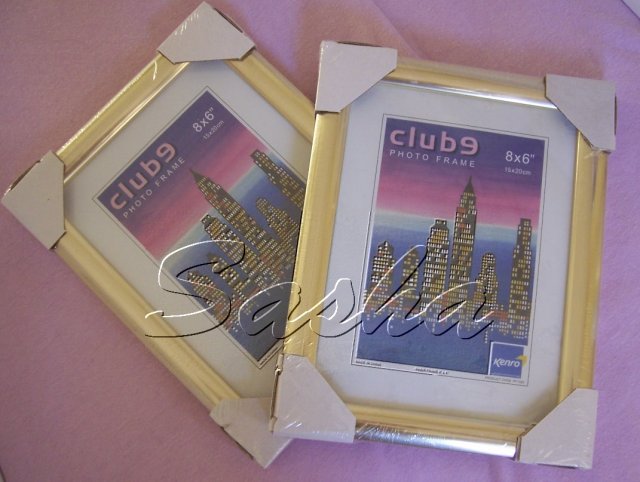 club9
PHOTO FRAME
8x6"
15x20cm
club9
PHOTO FRAME
8x6"
15x20cm
Sasha
Kenro